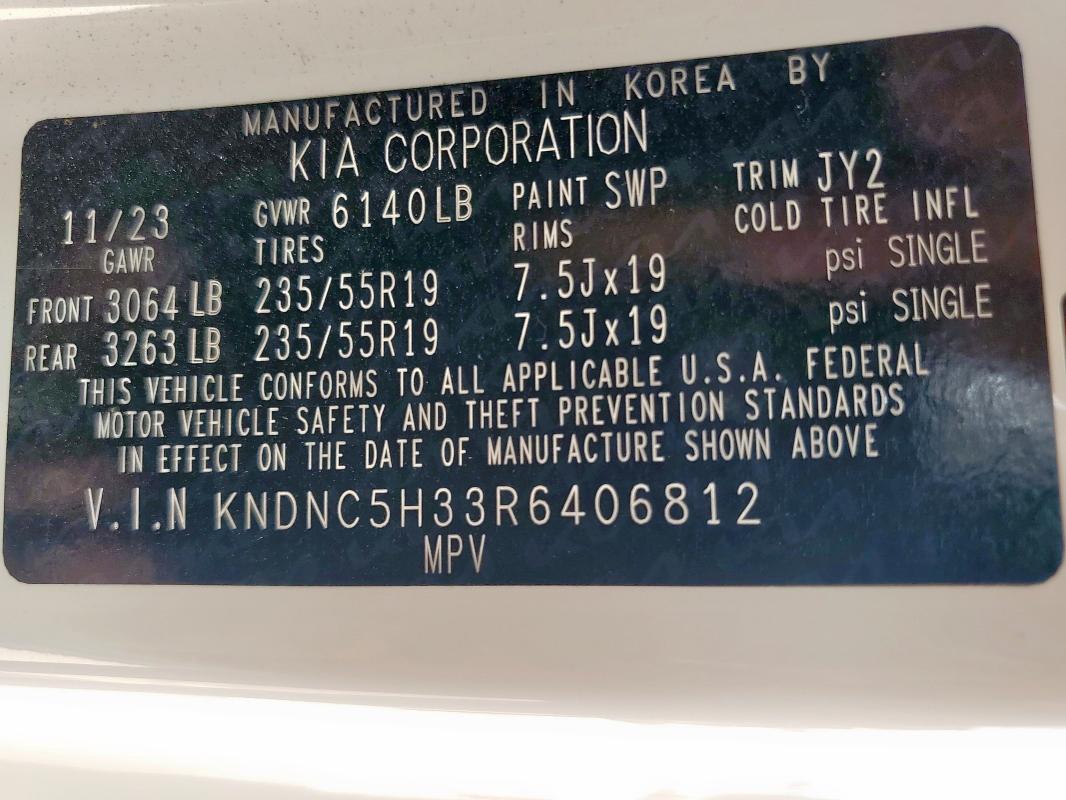 MANUFACTURED IN KOREA BY
KIA CORPORATION
11/23 GVWR 6140LB PAINT SWP TRIM JY2
GAWR TIRES RIMS COLD TIRE INFL
FRONT 3064 LB 235/55R19 7.5Jx19 psi SINGLE
REAR 3263 LB 235/55R19 7.5Jx19 psi SINGLE
THIS VEHICLE CONFORMS TO ALL APPLICABLE U.S.A. FEDERAL
MOTOR VEHICLE SAFETY AND THEFT PREVENTION STANDARDS
IN EFFECT ON THE DATE OF MANUFACTURE SHOWN ABOVE
V.I.N KNDNC5H33R6406812
MPV